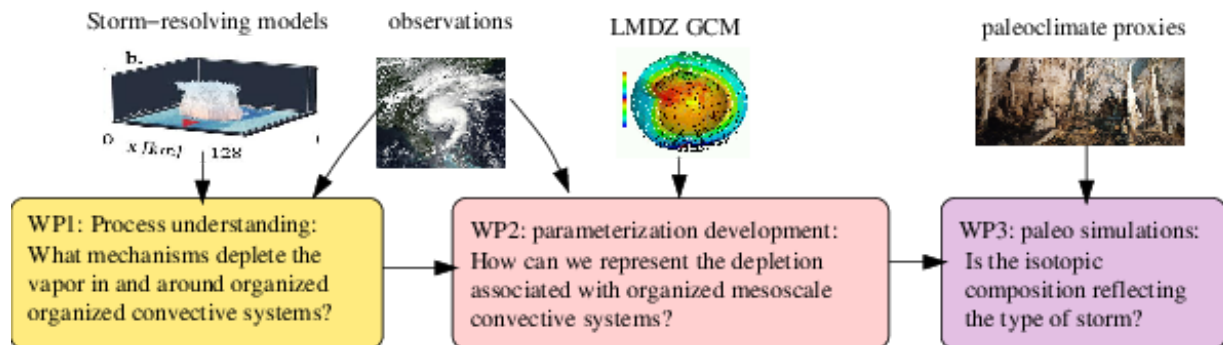 Storm−resolving models
observations
LMDZ GCM
paleoclimate proxies
b.
0
x [km]
128
WP1: Process understanding:
What mechanisms deplete the
vapor in and around organized
organized convective systems?
WP2: parameterization development:
How can we represent the depletion
associated with organized mesoscale
convective systems?
WP3: paleo simulations:
Is the isotopic
composition reflecting
the type of storm?